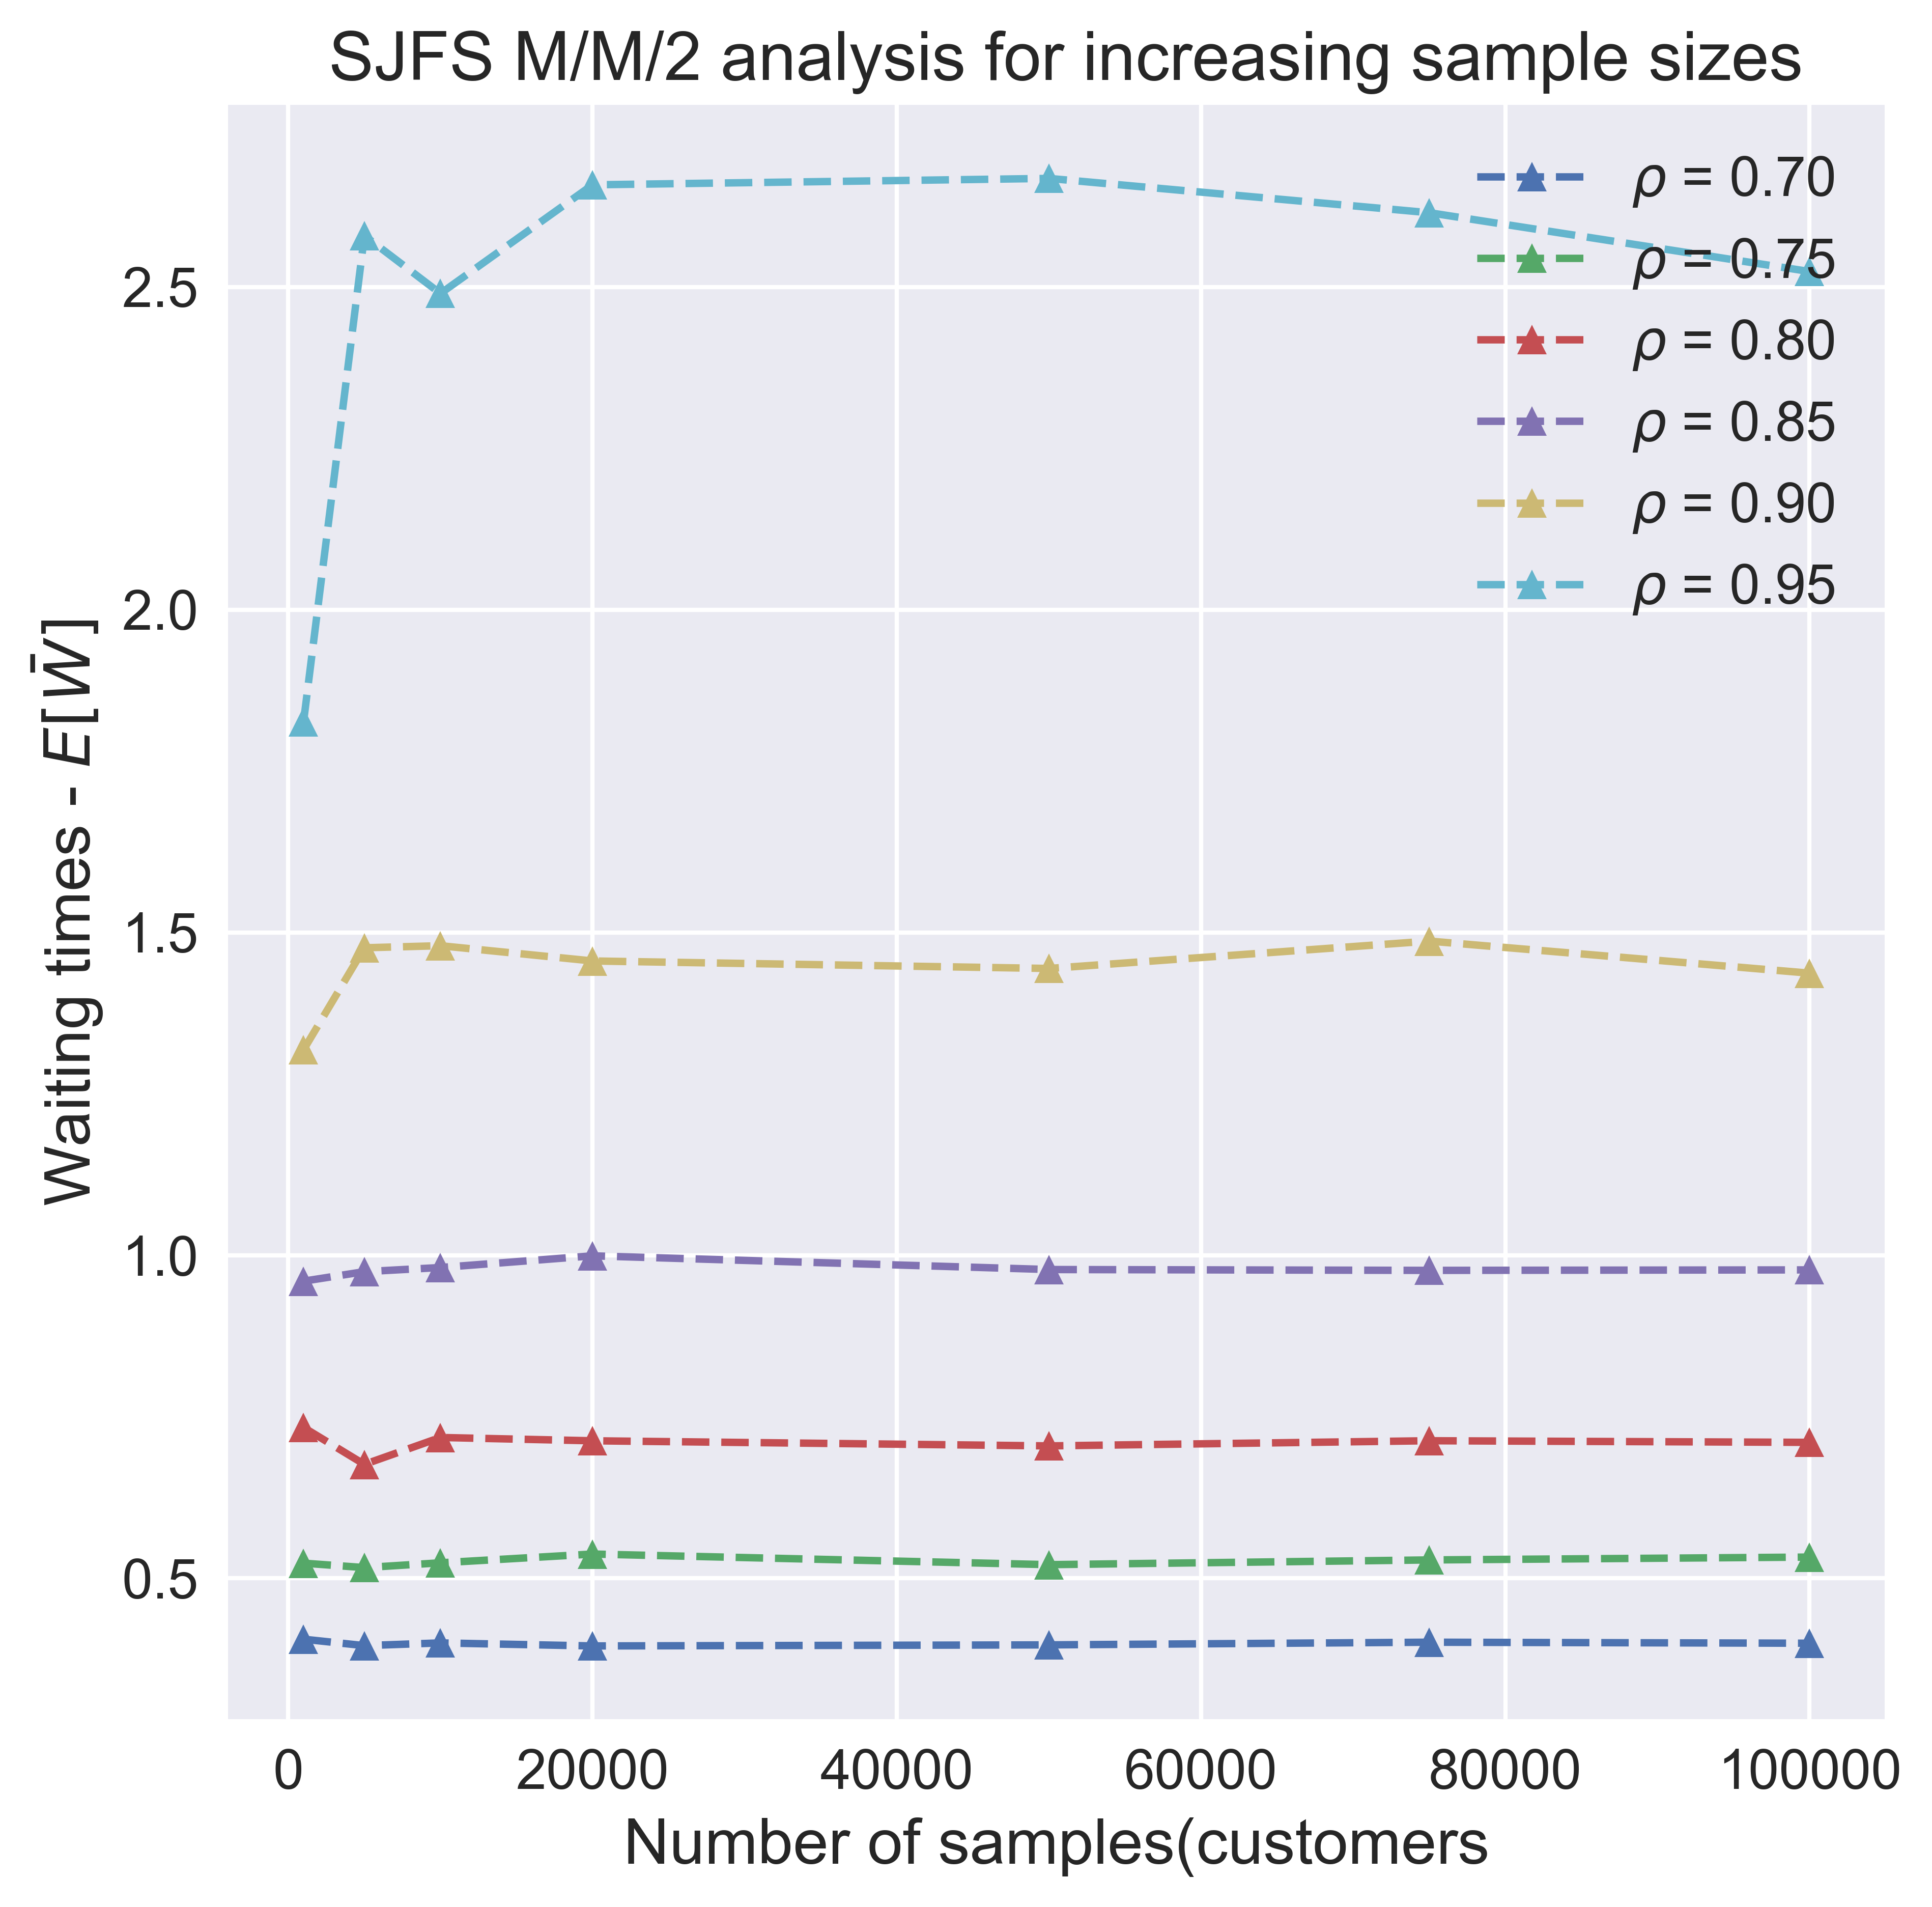 SJFS M/M/2 analysis for increasing sample sizes
ρ = 0.70
ρ = 0.75
ρ = 0.80
ρ = 0.85
ρ = 0.90
ρ = 0.95
Waiting times - E[W̄]
2.5
2.0
1.5
1.0
0.5
0 20000 40000 60000 80000 100000
Number of samples(customers